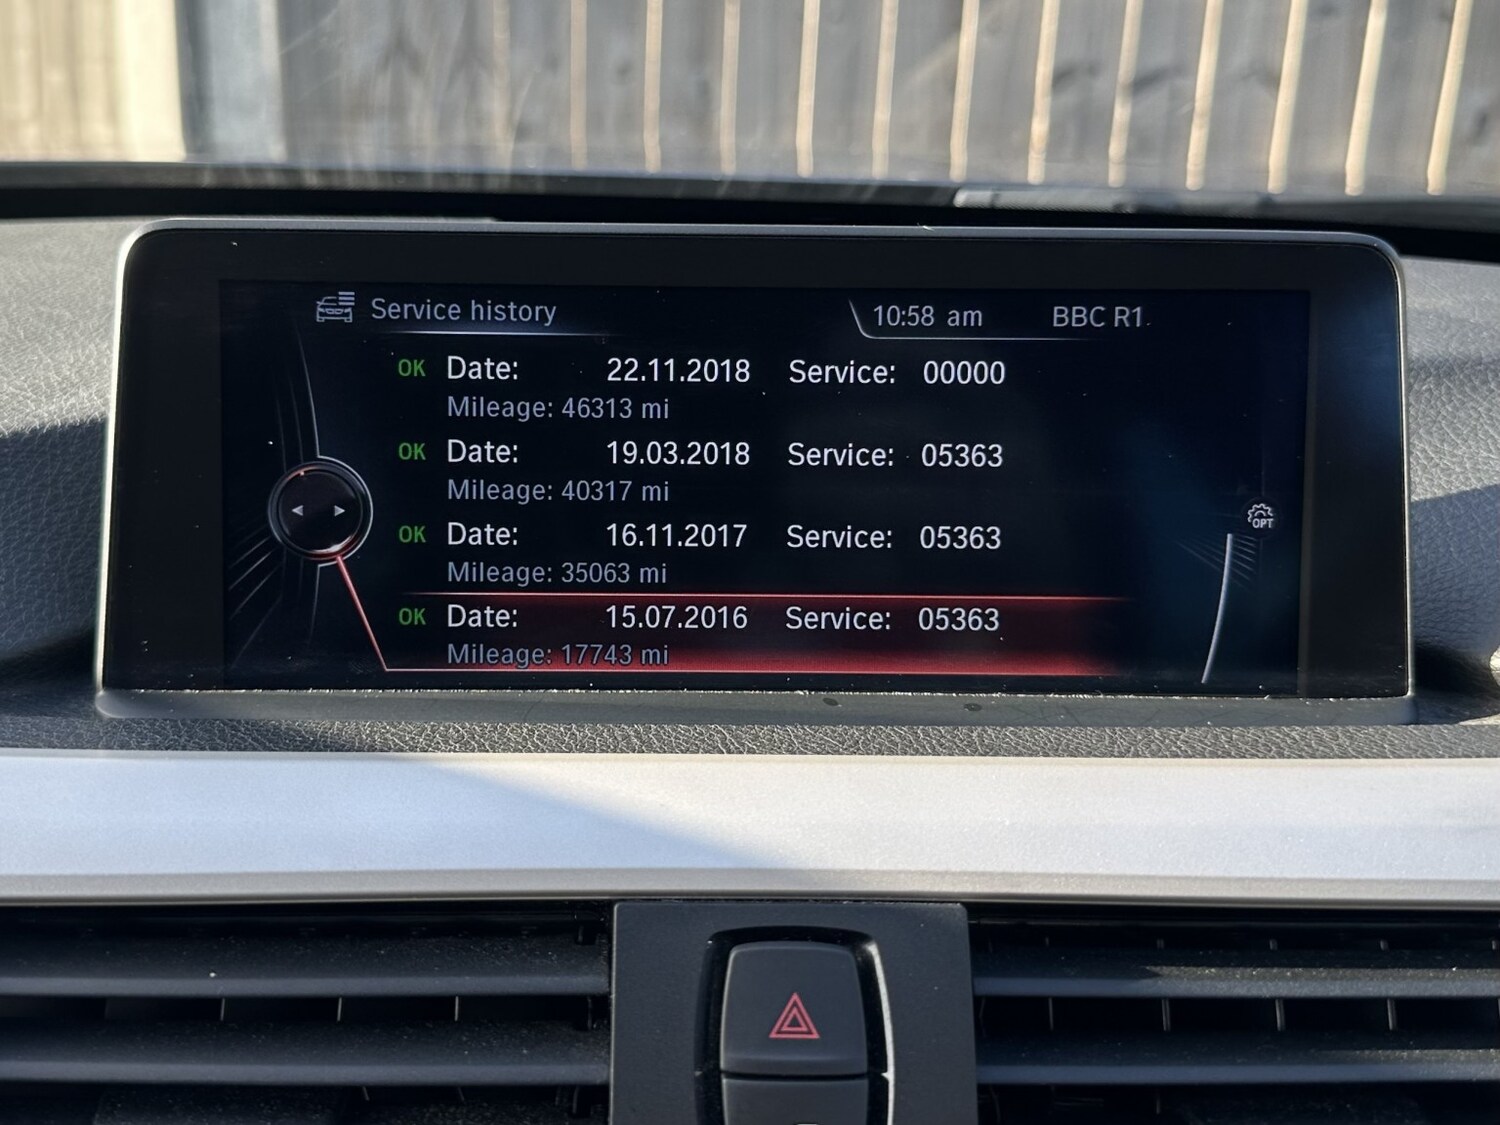 Service history 10:58 am BBC R1
OK Date: 22.11.2018 Service: 00000
Mileage: 46313 mi
OK Date: 19.03.2018 Service: 05363
Mileage: 40317 mi
OK Date: 16.11.2017 Service: 05363
Mileage: 35063 mi
OPT
OK Date: 15.07.2016 Service: 05363
Mileage: 17743 mi